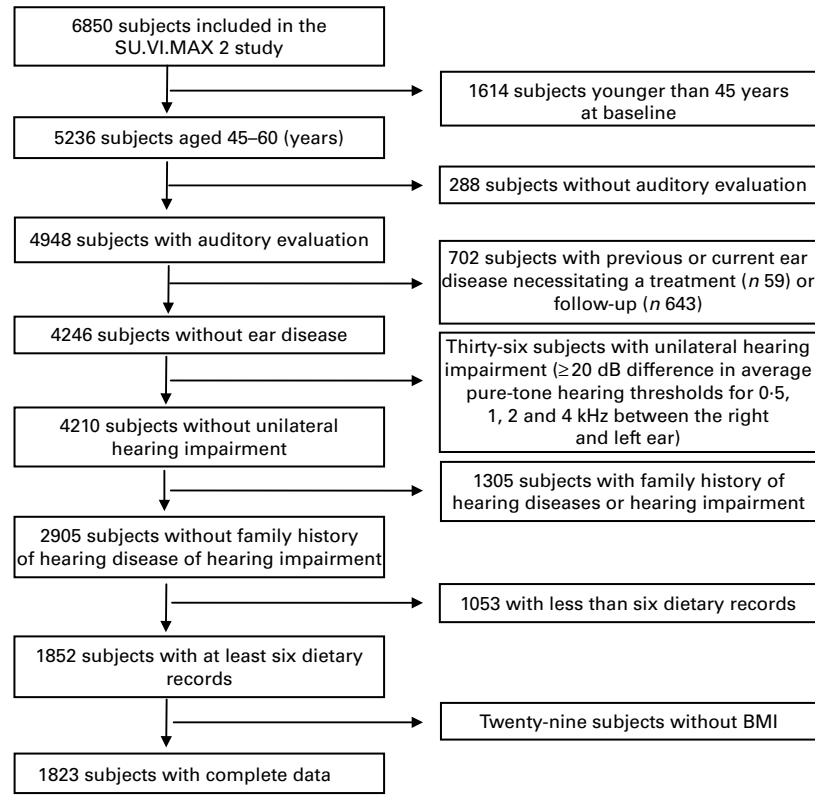 6850 subjects included in the
SU.VI.MAX 2 study
1614 subjects younger than 45 years
at baseline
5236 subjects aged 45–60 (years)
288 subjects without auditory evaluation
4948 subjects with auditory evaluation
702 subjects with previous or current ear
disease necessitating a treatment (n 59) or
follow-up (n 643)
4246 subjects without ear disease
Thirty-six subjects with unilateral hearing
impairment (≥20 dB difference in average
pure-tone hearing thresholds for 0·5,
1, 2 and 4 kHz between the right
and left ear)
4210 subjects without unilateral
hearing impairment
1305 subjects with family history of
hearing diseases or hearing impairment
2905 subjects without family history
of hearing disease of hearing impairment
1053 with less than six dietary records
1852 subjects with at least six dietary
records
Twenty-nine subjects without BMI
1823 subjects with complete data